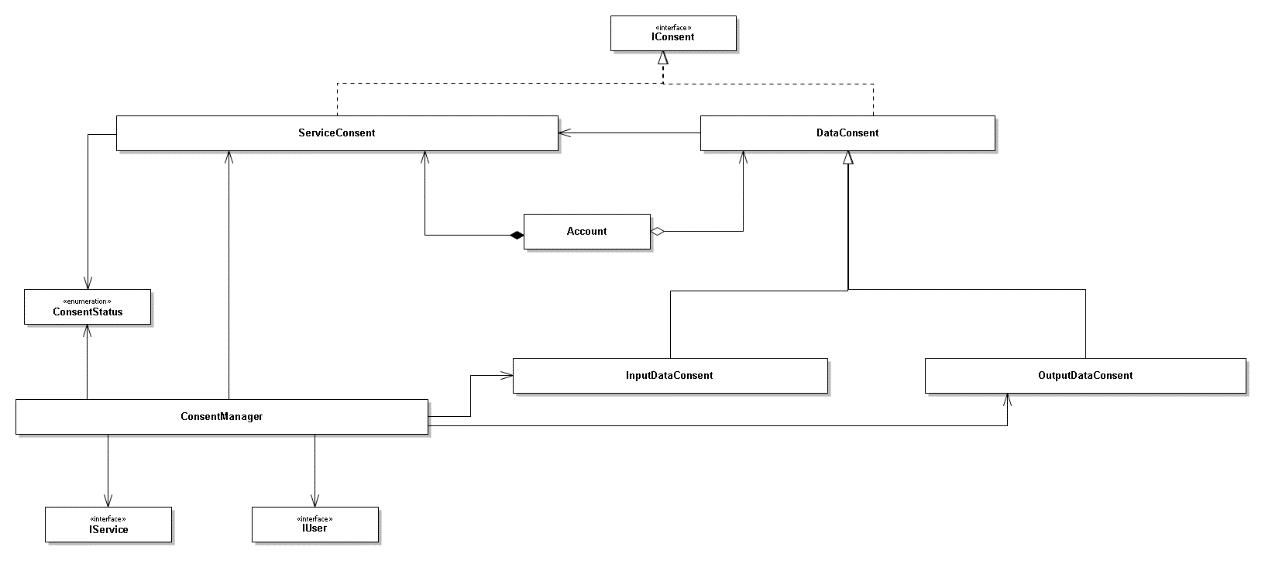 «interface»
IConsent
ServiceConsent
DataConsent
Account
«enumeration»
ConsentStatus
InputDataConsent
OutputDataConsent
ConsentManager
«interface»
IService
«interface»
IUser